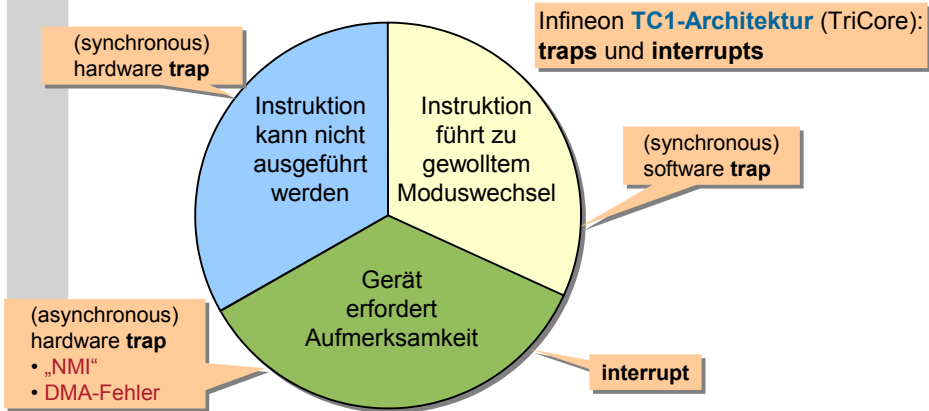 Infineon TC1-Architektur (TriCore):
traps und interrupts
(synchronous)
hardware trap
Instruktion
kann nicht
ausgeführt
werden
Instruktion
führt zu
gewolltem
Moduswechsel
(synchronous)
software trap
Gerät
erfordert
Aufmerksamkeit
(asynchronous)
hardware trap
• „NMI“
• DMA-Fehler
interrupt